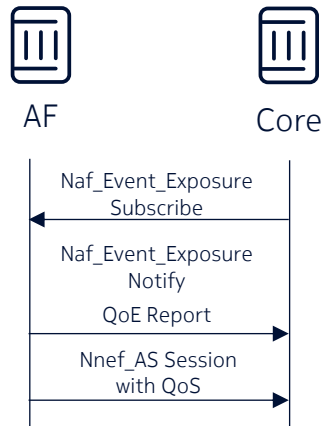 AF
Core
Naf_Event_Exposure
Subscribe
Naf_Event_Exposure
Notify
QoE Report
Nnef_AS Session
with QoS